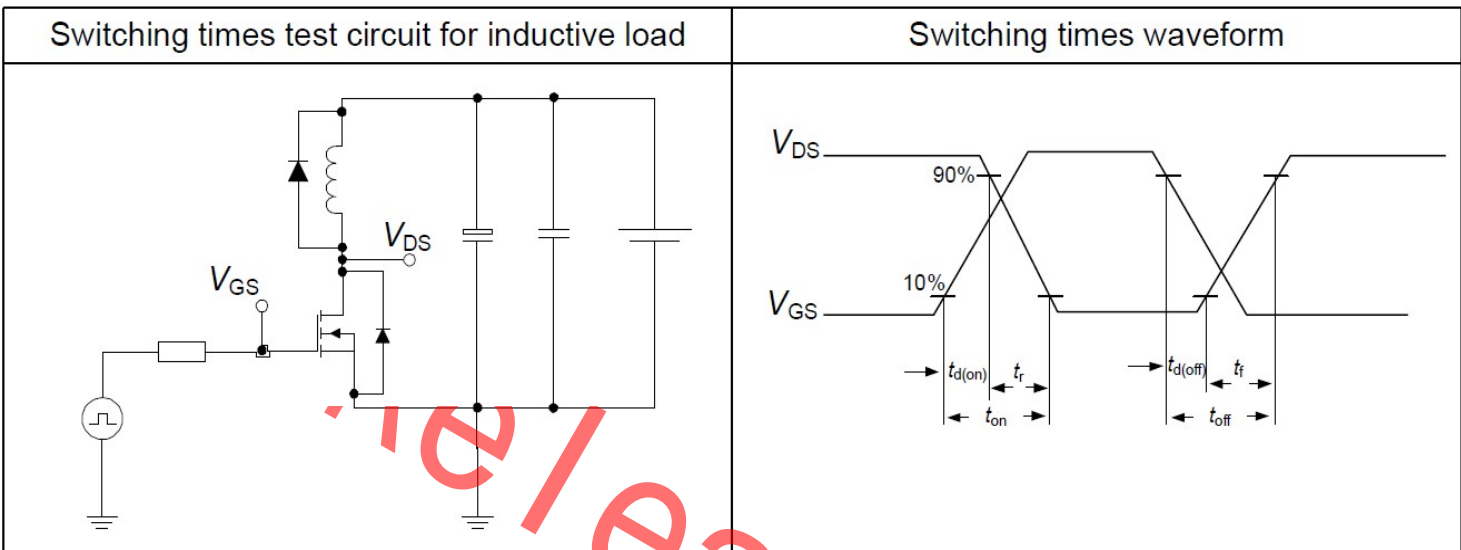 Switching times test circuit for inductive load
Switching times waveform
VDS
VGS
VDS
90%
10%
VGS
td(on) tr
td(off) tf
ton
toff